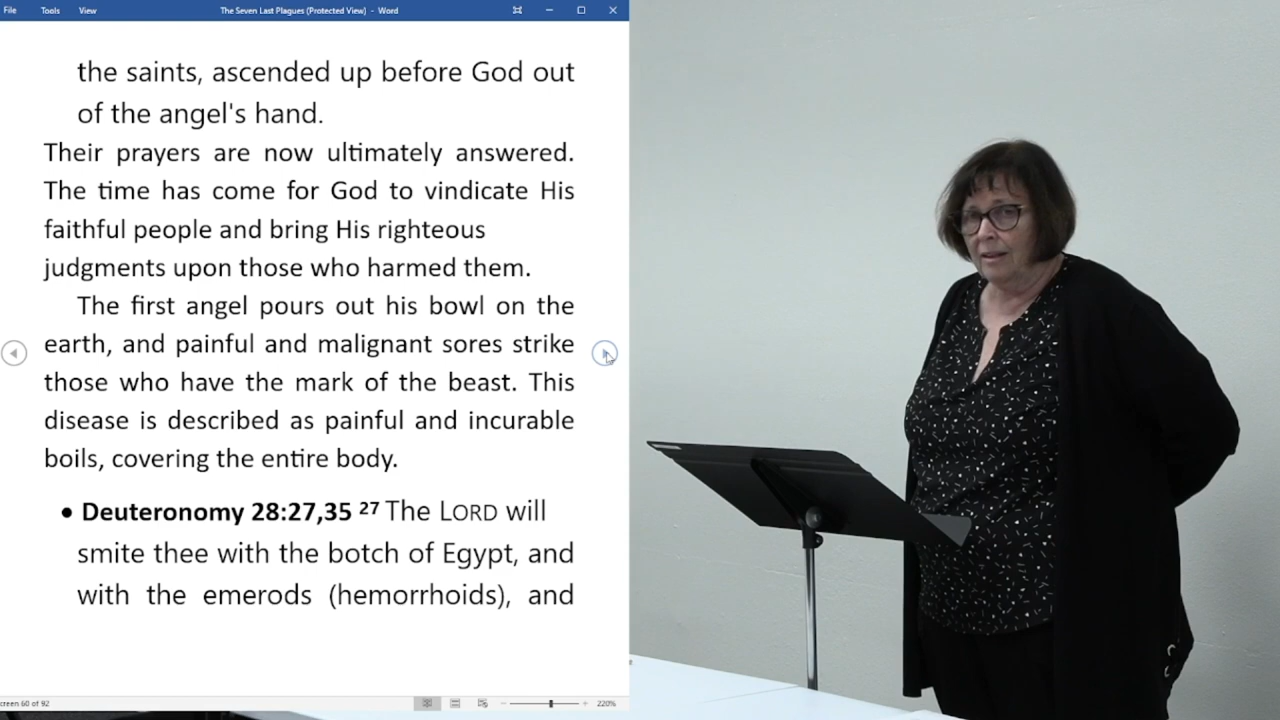 File Tools View The Seven Last Plagues (Protected View) - Word
the saints, ascended up before God out
of the angel's hand.
Their prayers are now ultimately answered.
The time has come for God to vindicate His
faithful people and bring His righteous
judgments upon those who harmed them.
The first angel pours out his bowl on the
earth, and painful and malignant sores strike
those who have the mark of the beast. This
disease is described as painful and incurable
boils, covering the entire body.
• Deuteronomy 28:27,35 27 The LORD will
smite thee with the botch of Egypt, and
with the emerods (hemorrhoids), and
creen 60 of 92 220%